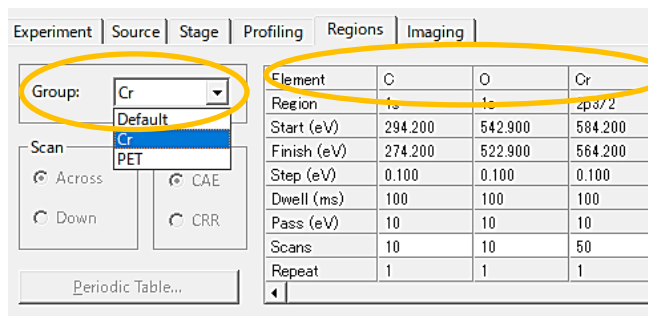 Experiment Source Stage Profiling Regions Imaging
Group: Cr
Default
Cr
PET
Scan
Across CAE
Down CRR
Periodic Table...
Element C O Cr
Region 1s 1s 2p3/2
Start (eV) 294.200 542.900 584.200
Finish (eV) 274.200 522.900 564.200
Step (eV) 0.100 0.100 0.100
Dwell (ms) 100 100 100
Pass (eV) 10 10 10
Scans 10 10 50
Repeat 1 1 1